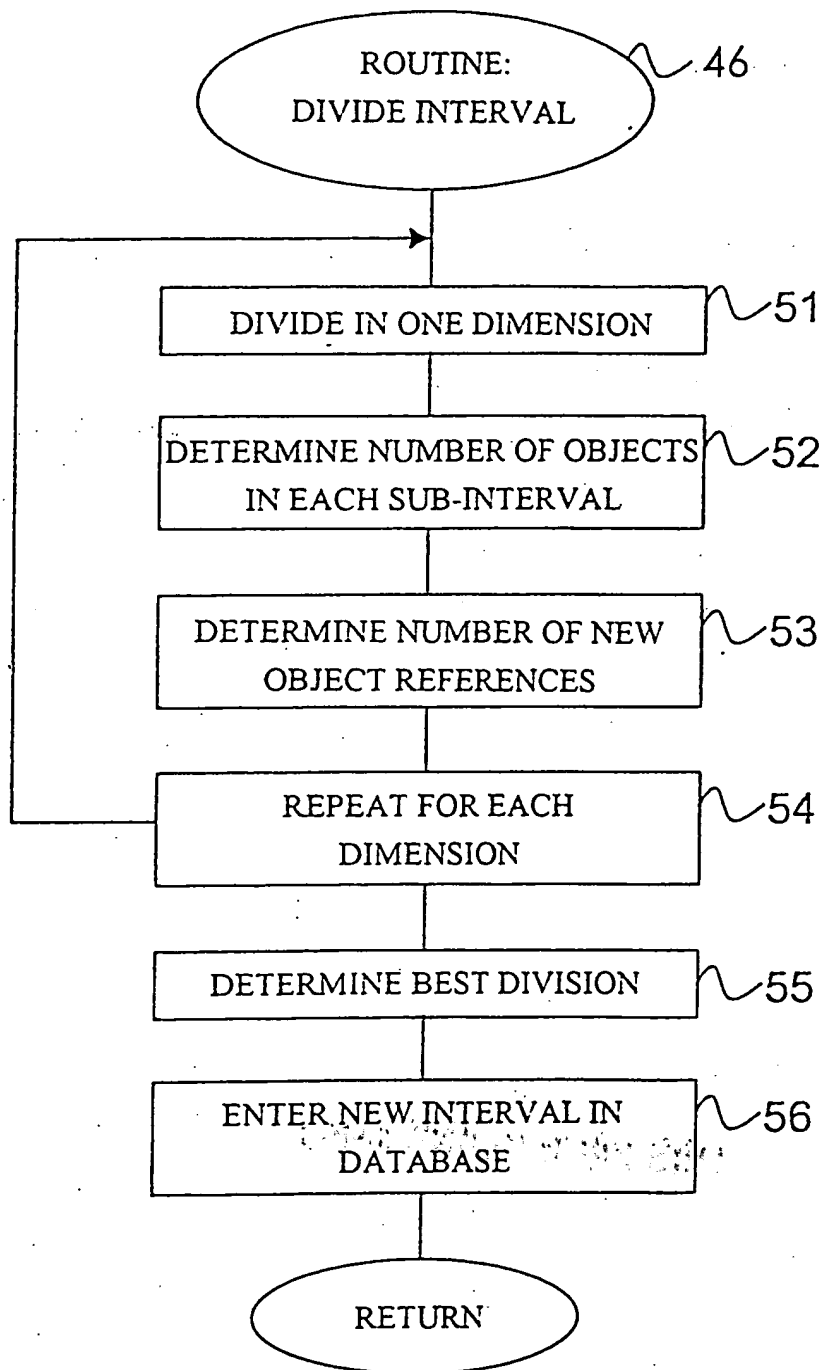 ROUTINE:
DIVIDE INTERVAL
46
DIVIDE IN ONE DIMENSION
51
DETERMINE NUMBER OF OBJECTS
IN EACH SUB-INTERVAL
52
DETERMINE NUMBER OF NEW
OBJECT REFERENCES
53
REPEAT FOR EACH
DIMENSION
54
DETERMINE BEST DIVISION
55
ENTER NEW INTERVAL IN
DATABASE
56
RETURN